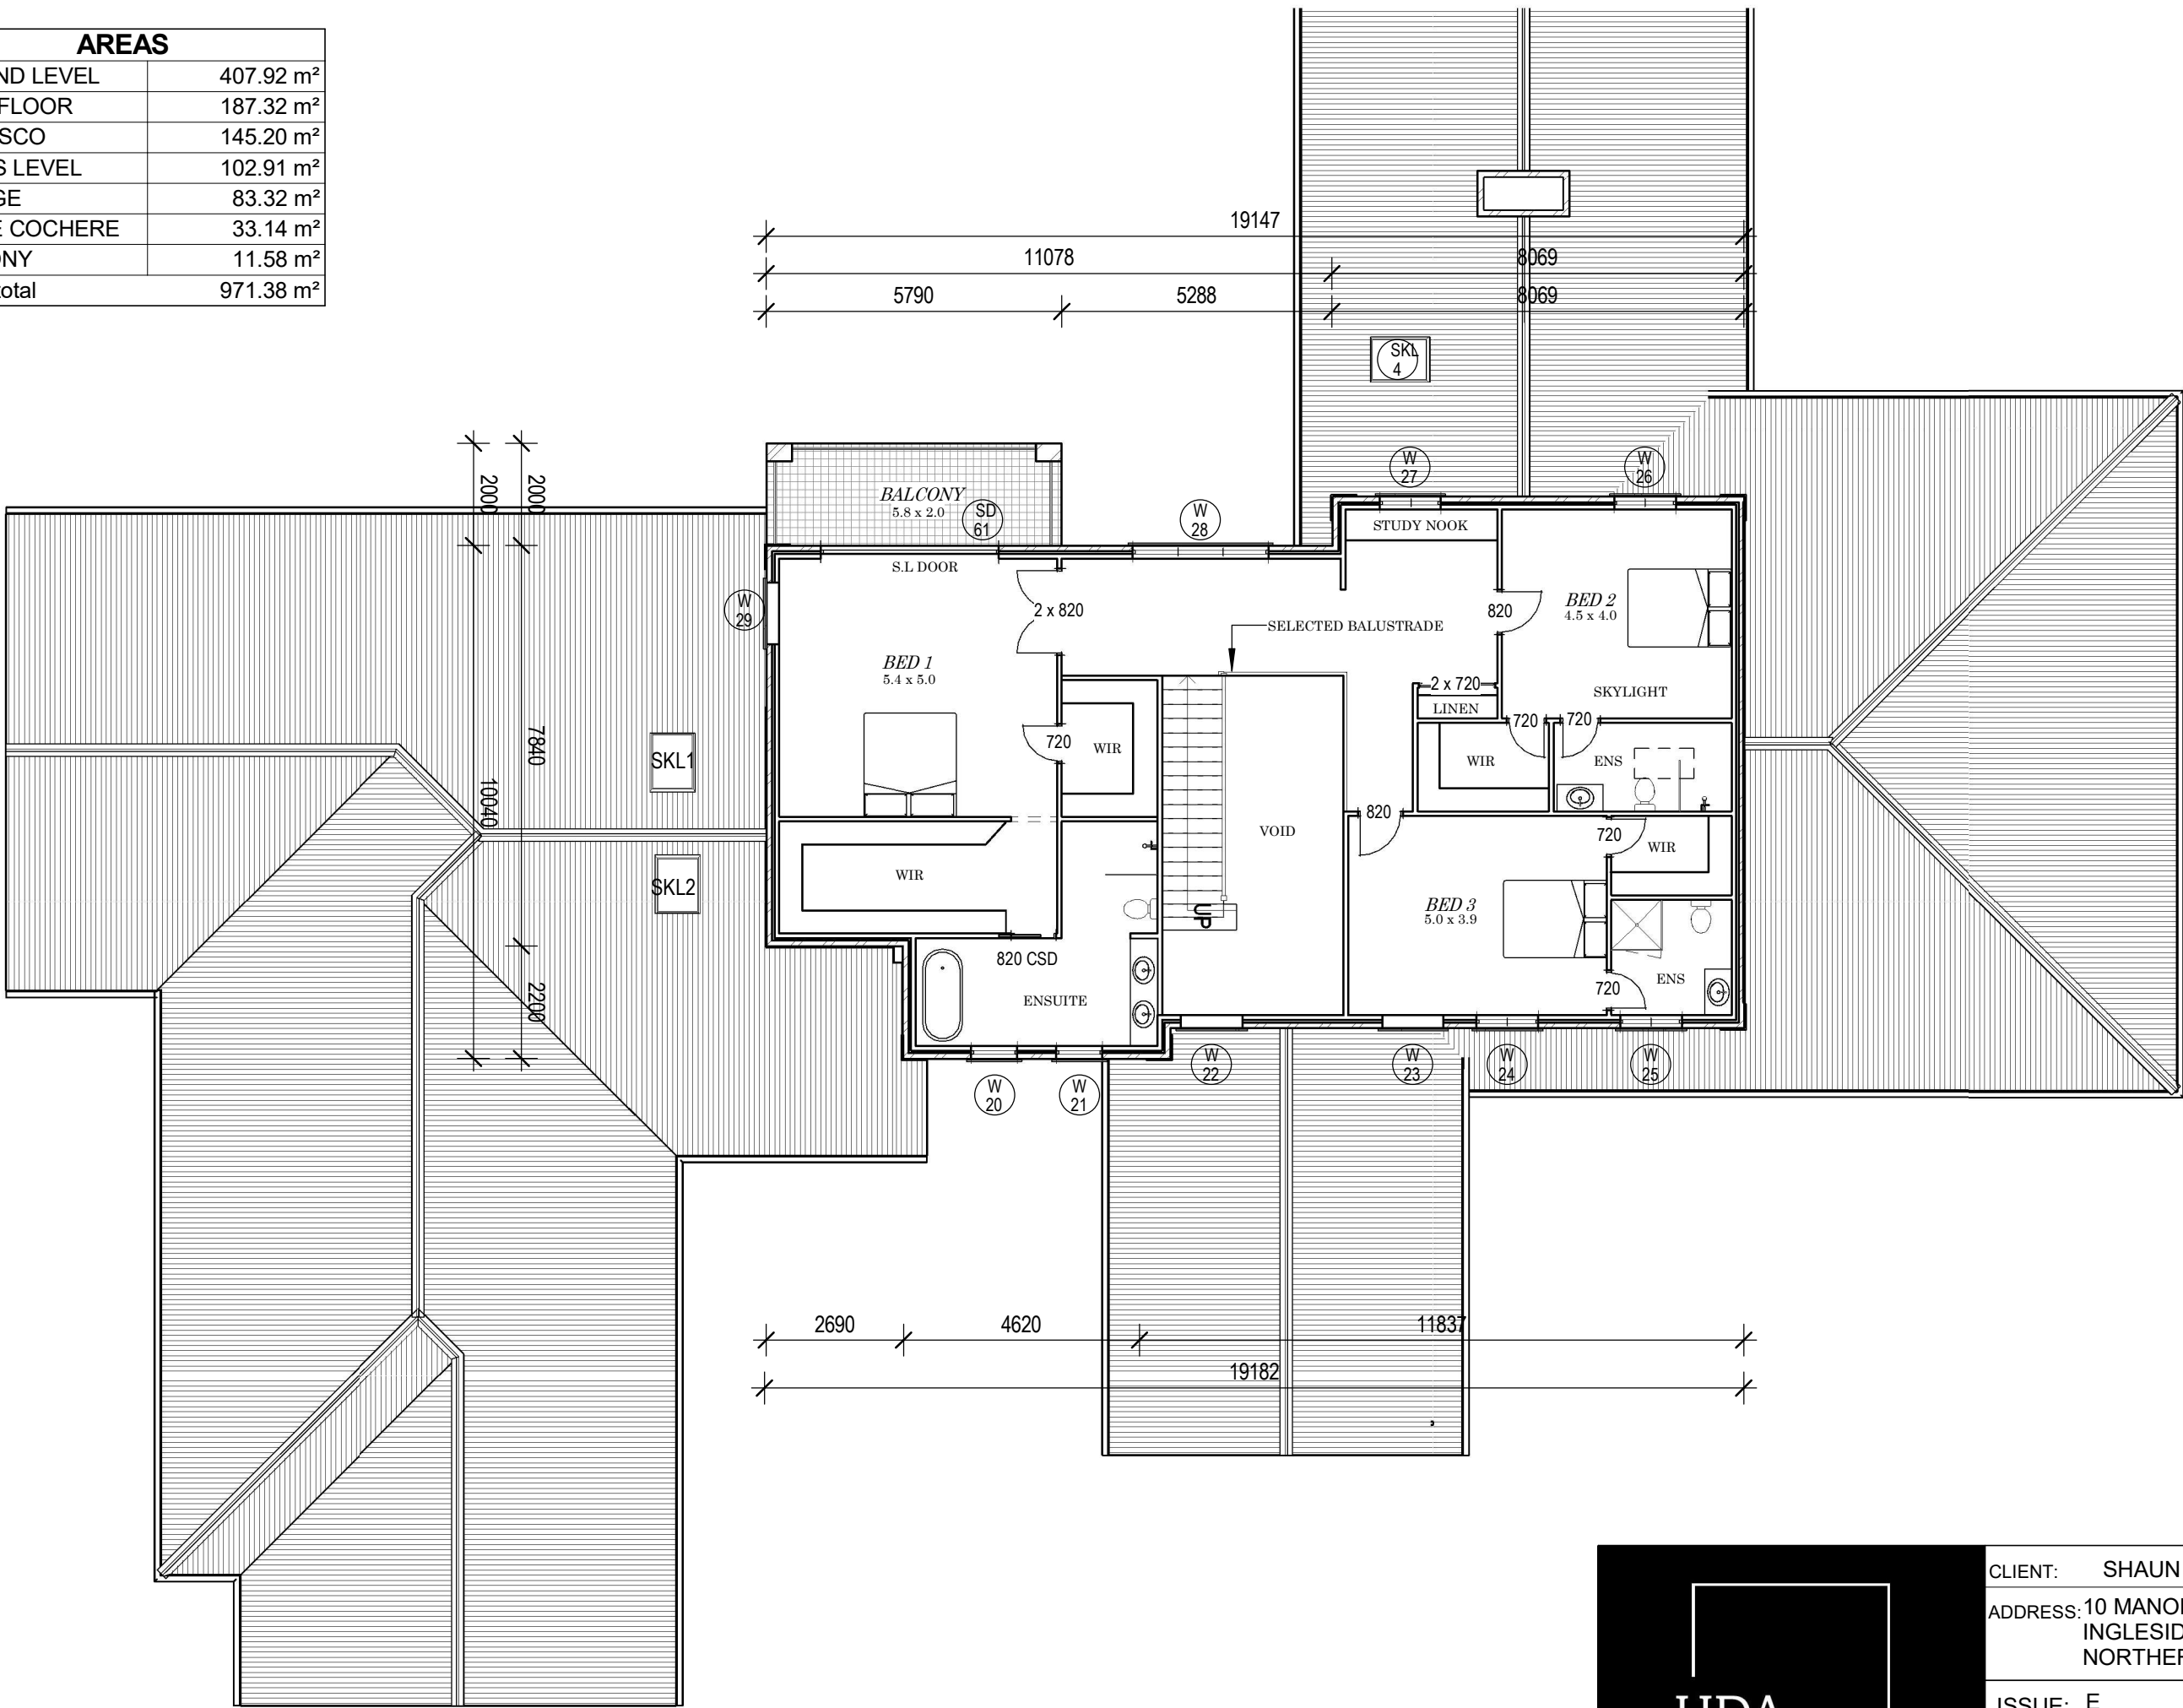 AREAS
ND LEVEL 407.92 m²
FLOOR 187.32 m²
SCO 145.20 m²
S LEVEL 102.91 m²
GE 83.32 m²
E COCHERE 33.14 m²
ONY 11.58 m²
total 971.38 m²
19147
11078 8069
5790 5288 8069
SKL
4
2000
2000
7840
10040
2200
BALCONY
5.8 x 2.0
SD
61
W
28
W
27
W
26
W
29
S.L DOOR
STUDY NOOK
2 x 820
SELECTED BALUSTRADE
820
BED 2
4.5 x 4.0
BED 1
5.4 x 5.0
2 x 720
LINEN
SKYLIGHT
720
720
720
WIR
WIR
ENS
SKL1
SKL2
VOID
820
720
WIR
WIR
UP
BED 3
5.0 x 3.9
820 CSD
ENSUITE
720
ENS
W
20
W
21
W
22
W
23
W
24
W
25
2690 4620 11837
19182
CLIENT: SHAUN
ADDRESS: 10 MANO
INGLESID
NORTHER
ISSUE: E
HDA